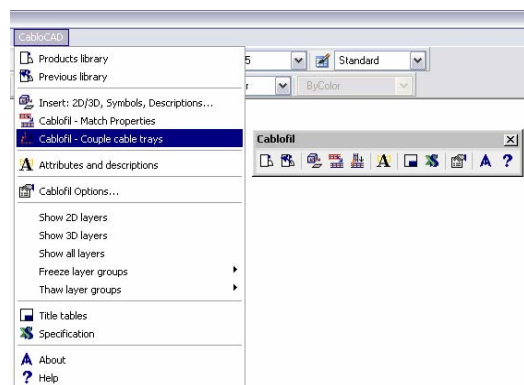 CabloCAD
Products library
5
Standard
Previous library
r
ByColor
Insert: 2D/3D, Symbols, Descriptions...
Cablofil - Match Properties
Cablofil - Couple cable trays
Cablofil
Attributes and descriptions
A
A ?
Cablofil Options...
Show 2D layers
Show 3D layers
Show all layers
Freeze layer groups
Thaw layer groups
Title tables
Specification
About
? Help